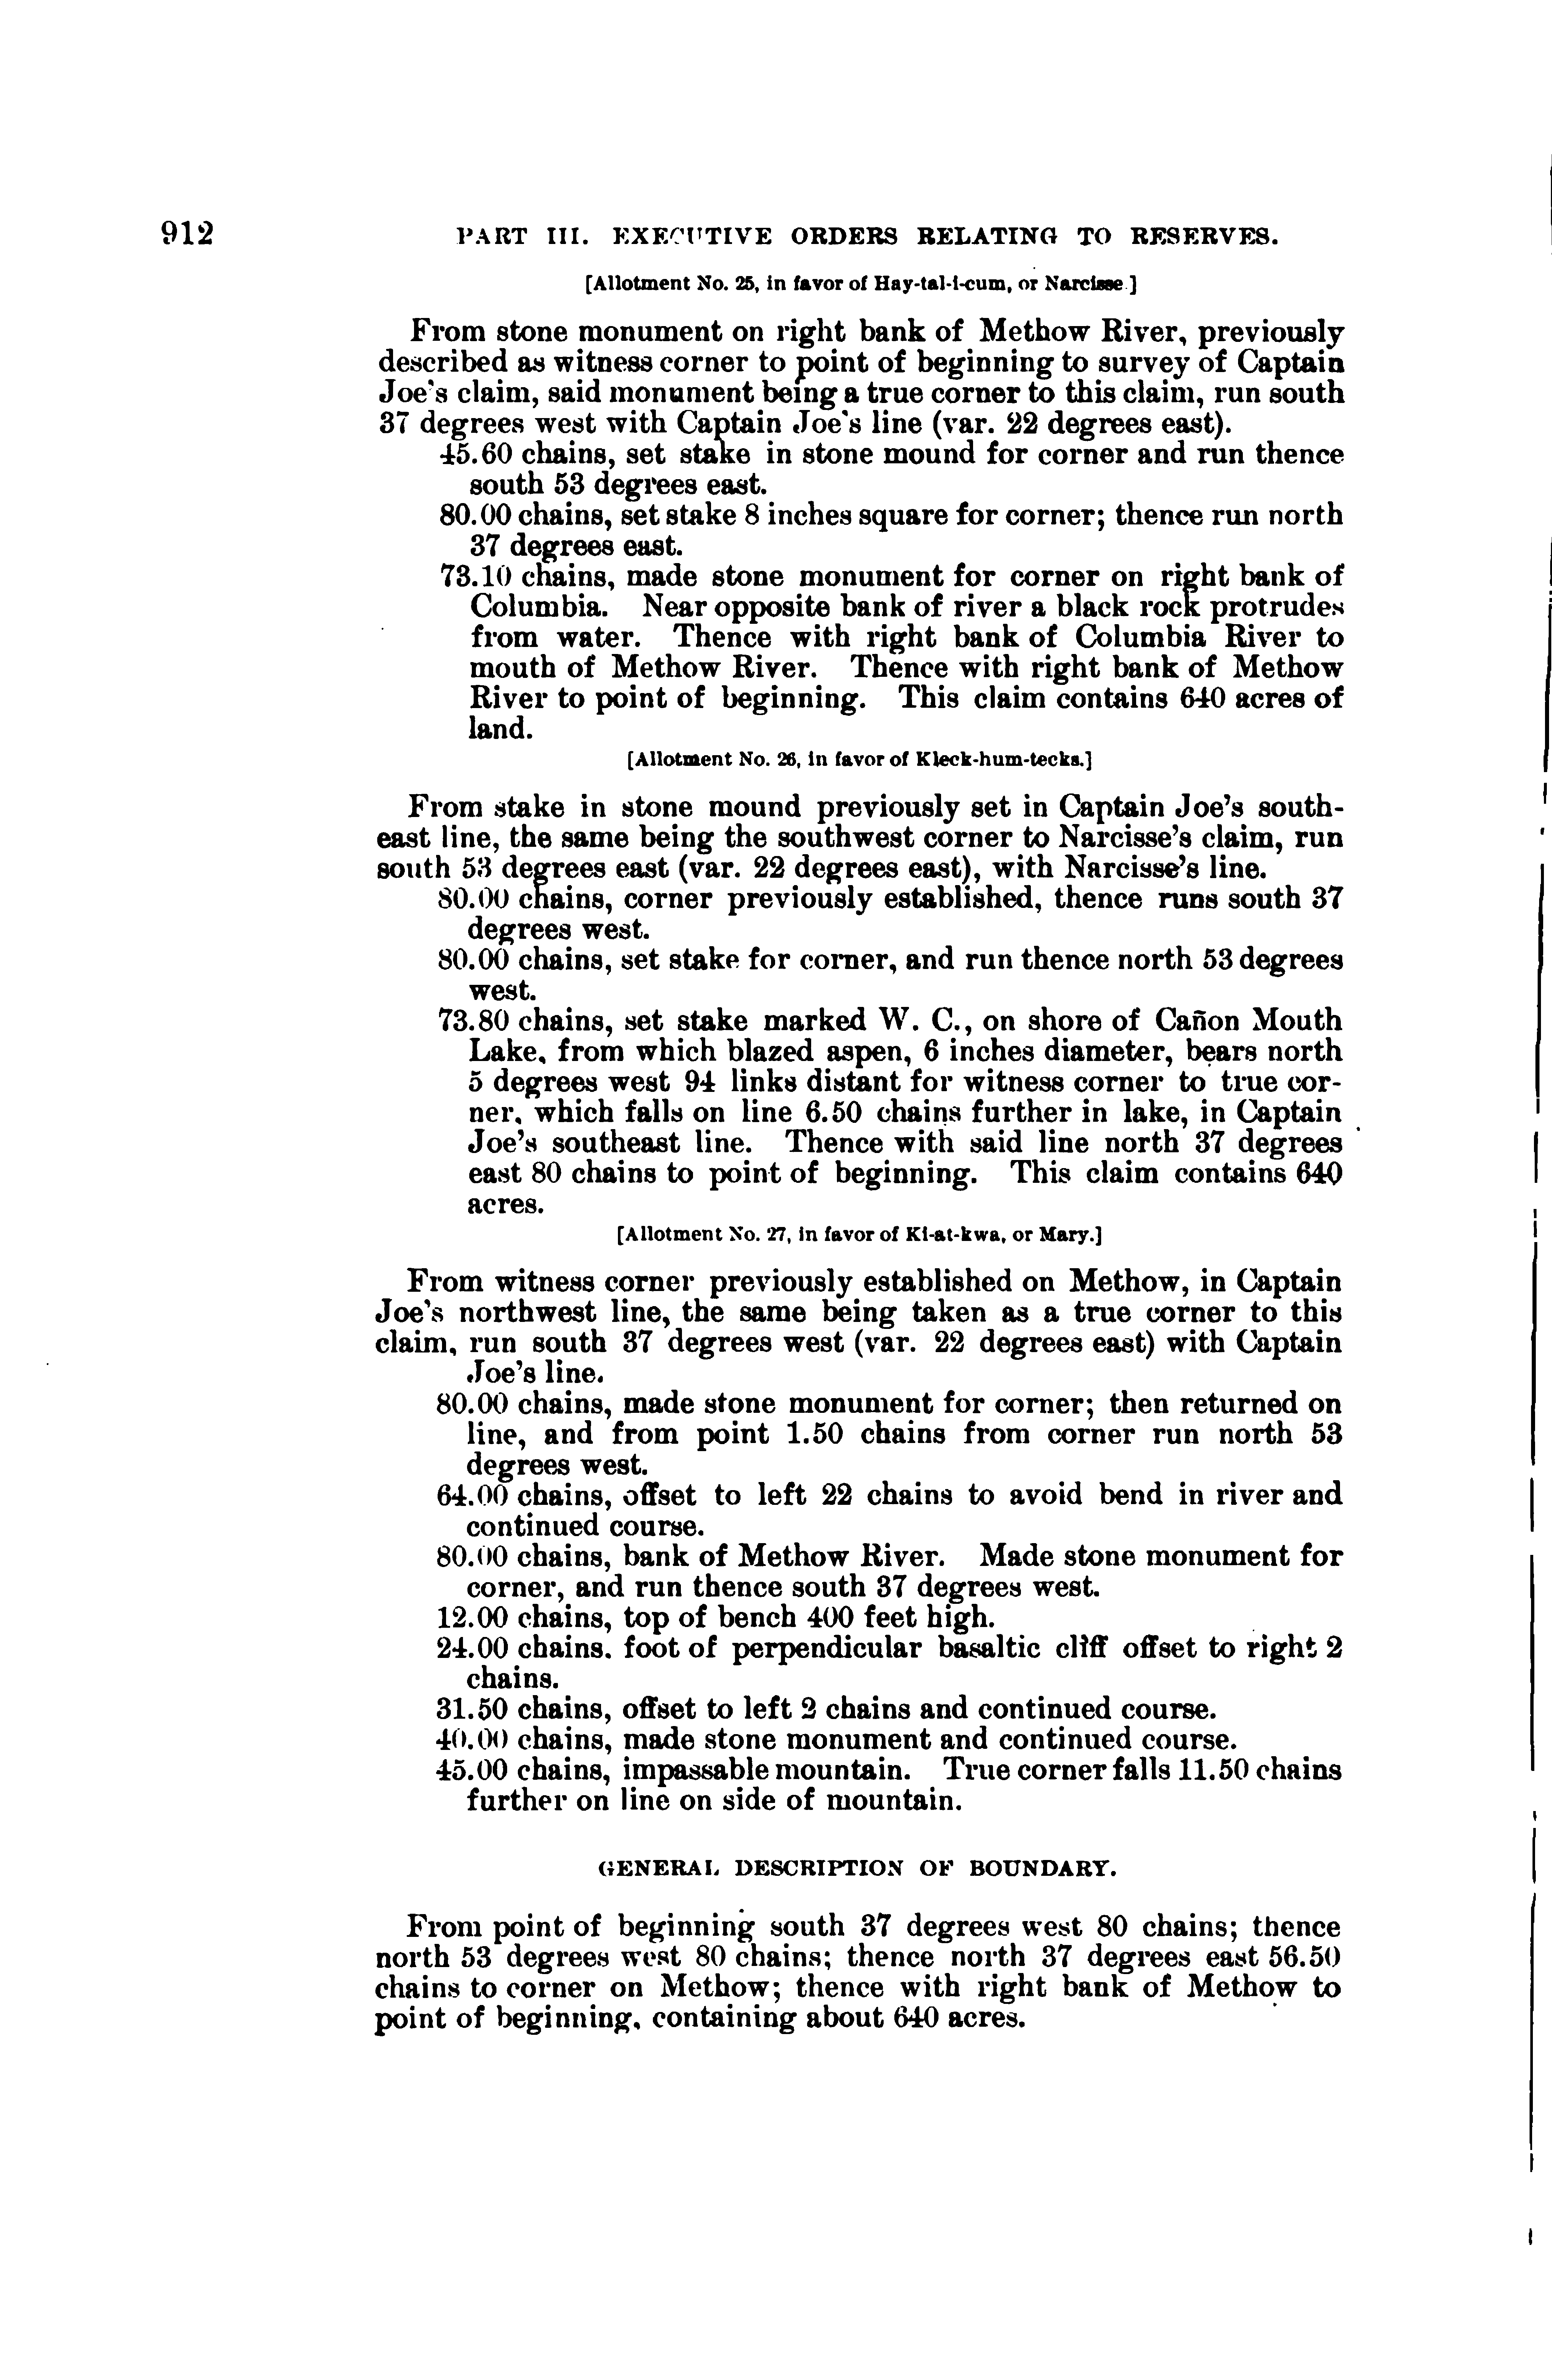 912 PART III. EXECUTIVE ORDERS RELATING TO RESERVES.
[Allotment No. 25, in favor of Hay-tal-i-cum, or Narcisse.]
From stone monument on right bank of Methow River, previously
described as witness corner to point of beginning to survey of Captain
Joe's claim, said monument being a true corner to this claim, run south
37 degrees west with Captain Joe's line (var. 22 degrees east).
45.60 chains, set stake in stone mound for corner and run thence
south 53 degrees east.
80.00 chains, set stake 8 inches square for corner; thence run north
37 degrees east.
73.10 chains, made stone monument for corner on right bank of
Columbia. Near opposite bank of river a black rock protrudes
from water. Thence with right bank of Columbia River to
mouth of Methow River. Thence with right bank of Methow
River to point of beginning. This claim contains 640 acres of
land.
[Allotment No. 26, in favor of Kleck-hum-tecks.]
From stake in stone mound previously set in Captain Joe's south-
east line, the same being the southwest corner to Narcisse's claim, run
south 53 degrees east (var. 22 degrees east), with Narcisse's line.
80.00 chains, corner previously established, thence runs south 37
degrees west.
80.00 chains, set stake for corner, and run thence north 53 degrees
west.
73.80 chains, set stake marked W. C., on shore of Cañon Mouth
Lake, from which blazed aspen, 6 inches diameter, bears north
5 degrees west 94 links distant for witness corner to true cor-
ner, which falls on line 6.50 chains further in lake, in Captain
Joe's southeast line. Thence with said line north 37 degrees
east 80 chains to point of beginning. This claim contains 640
acres.
[Allotment No. 27, in favor of Ki-at-kwa, or Mary.]
From witness corner previously established on Methow, in Captain
Joe's northwest line, the same being taken as a true corner to this
claim, run south 37 degrees west (var. 22 degrees east) with Captain
Joe's line.
80.00 chains, made stone monument for corner; then returned on
line, and from point 1.50 chains from corner run north 53
degrees west.
64.00 chains, offset to left 22 chains to avoid bend in river and
continued course.
80.00 chains, bank of Methow River. Made stone monument for
corner, and run thence south 37 degrees west.
12.00 chains, top of bench 400 feet high.
24.00 chains, foot of perpendicular basaltic cliff offset to right 2
chains.
31.50 chains, offset to left 2 chains and continued course.
40.00 chains, made stone monument and continued course.
45.00 chains, impassable mountain. True corner falls 11.50 chains
further on line on side of mountain.
GENERAL DESCRIPTION OF BOUNDARY.
From point of beginning south 37 degrees west 80 chains; thence
north 53 degrees west 80 chains; thence north 37 degrees east 56.50
chains to corner on Methow; thence with right bank of Methow to
point of beginning, containing about 640 acres.